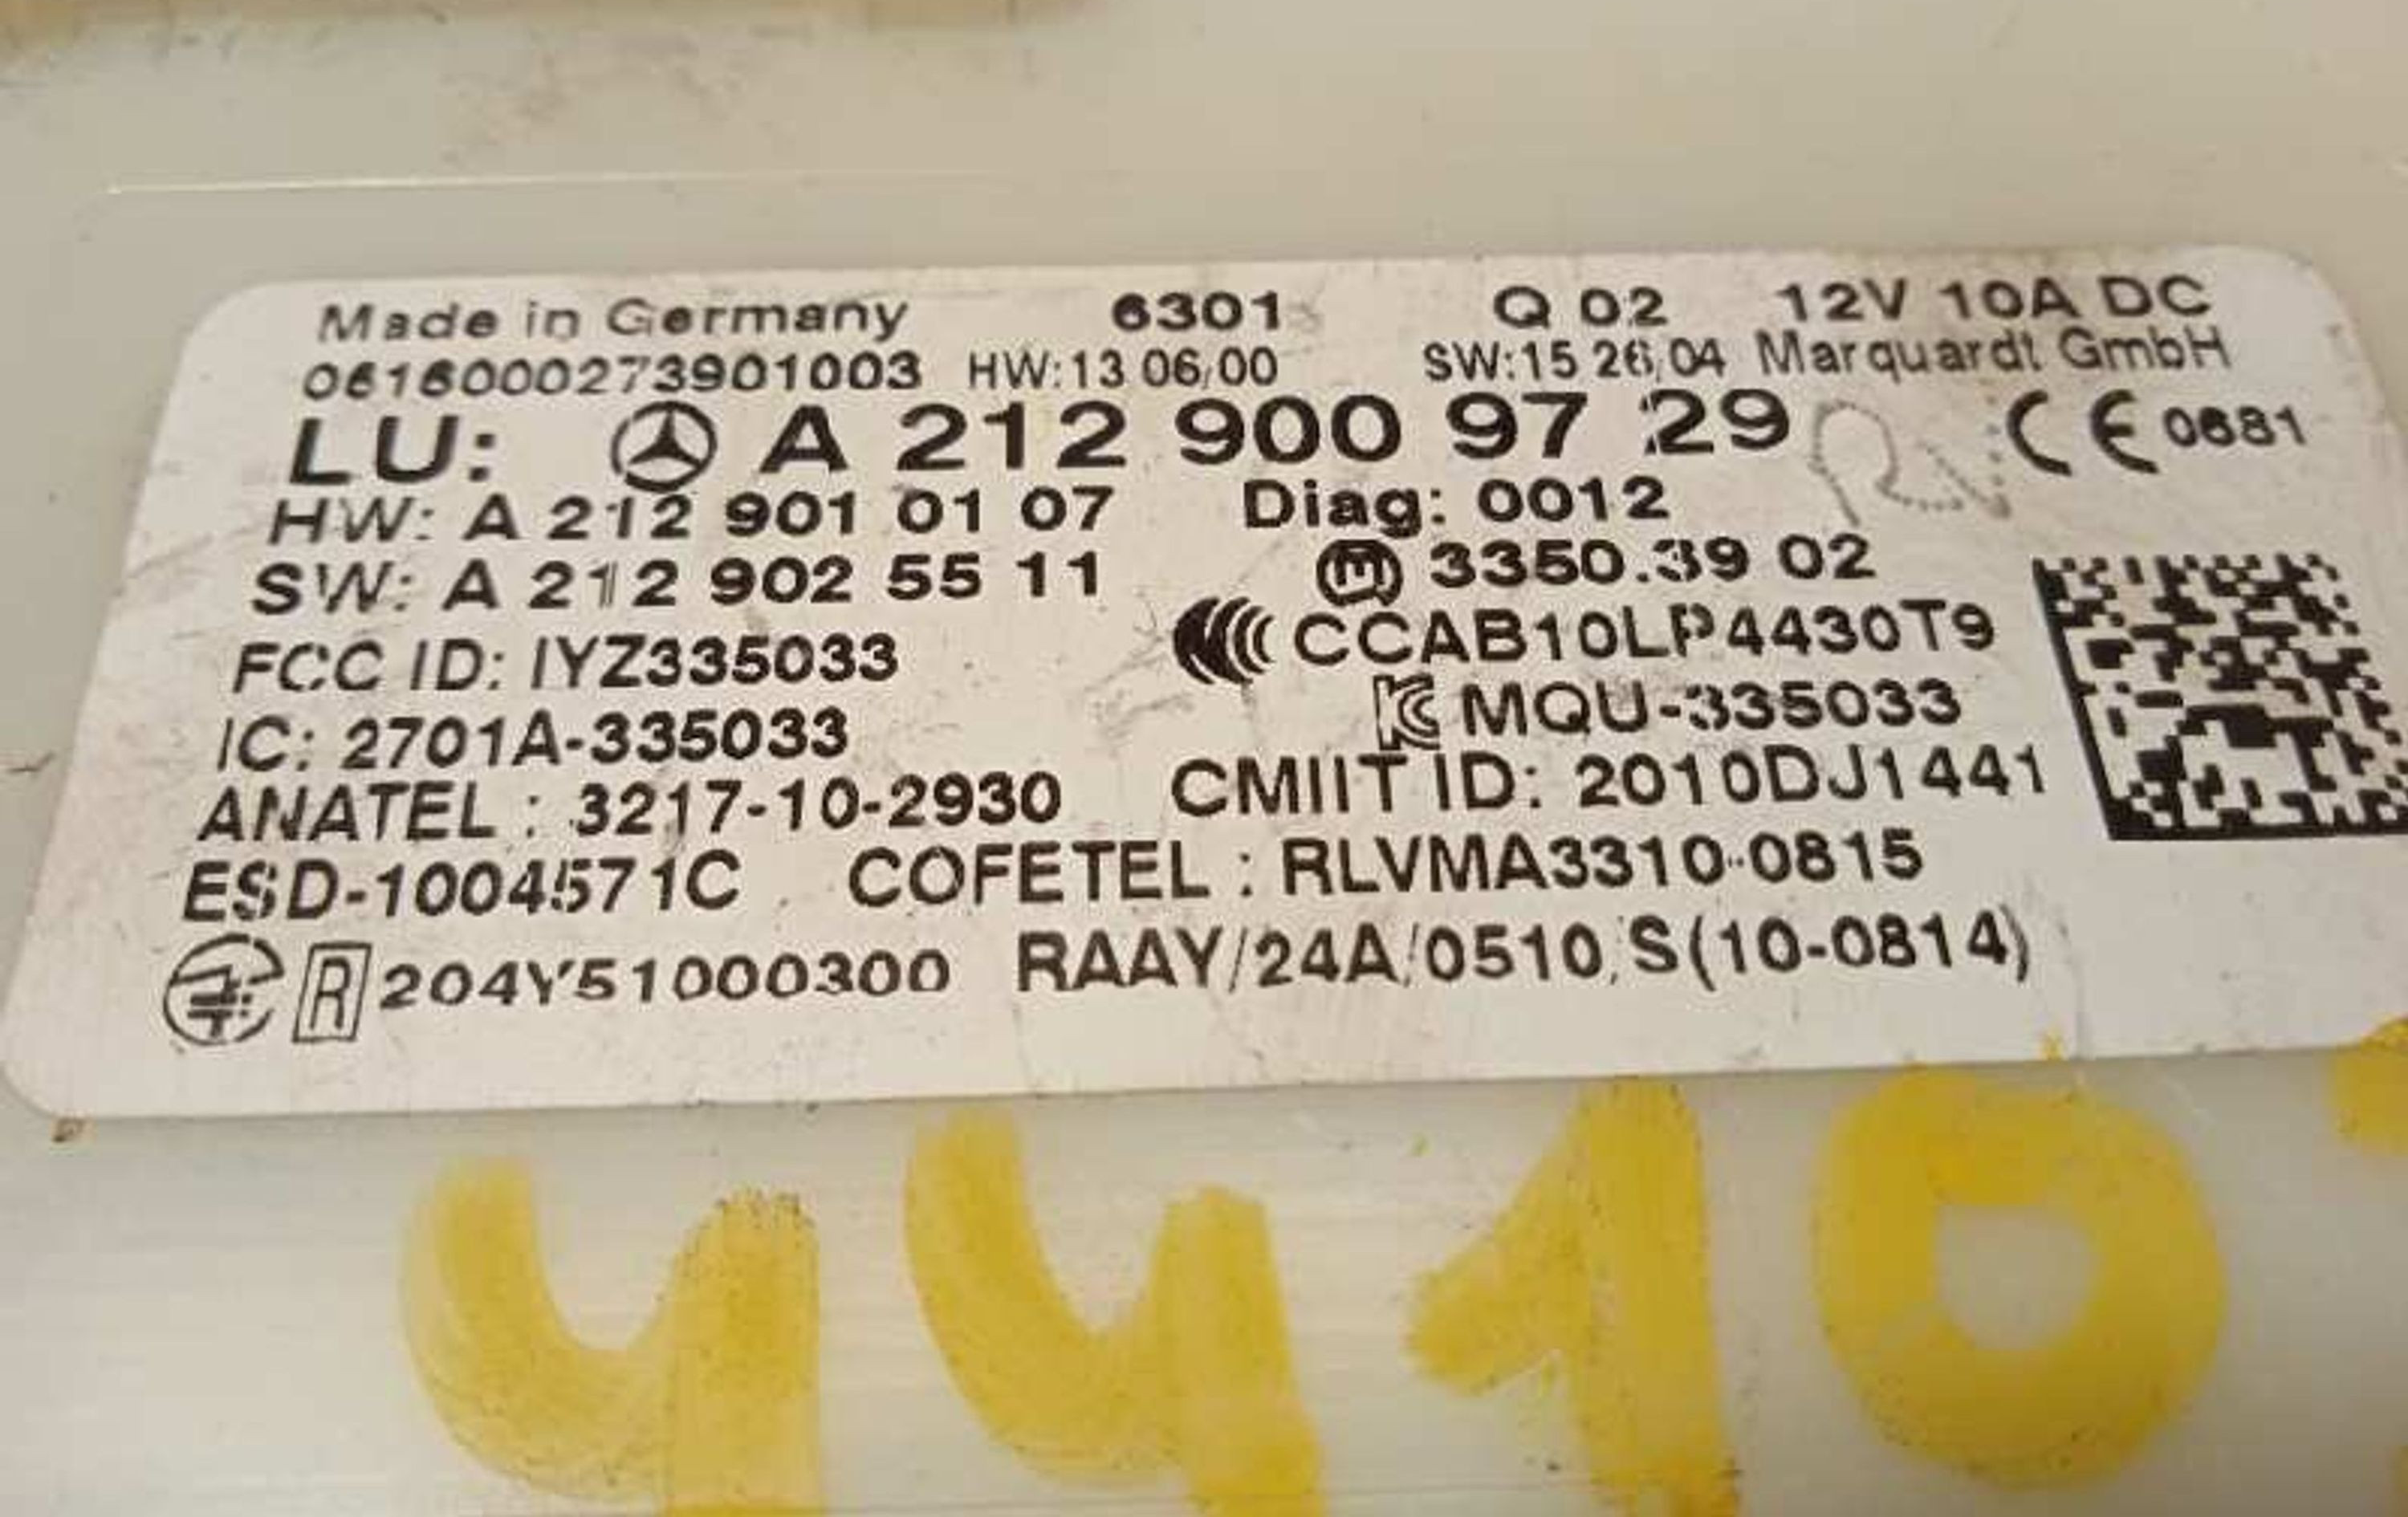 Made in Germany 6301 Q 02 12V 10A DC
0616000273901003 HW:13 06/00 SW:15 26/04 Marquardt GmbH
LU: A 212 900 97 29 CE 0681
HW: A 212 901 01 07 Diag: 0012
SW: A 212 902 55 11 3350.39 02
FCC ID: IYZ335033 CCAB10LP4430T9
IC: 2701A-335033 MQU-335033
ANATEL : 3217-10-2930 CMIIT ID: 2010DJ1441
ESD-1004571C COFETEL : RLVMA3310-0815
R 204Y51000300 RAAY/24A/0510/S(10-0814)
4410